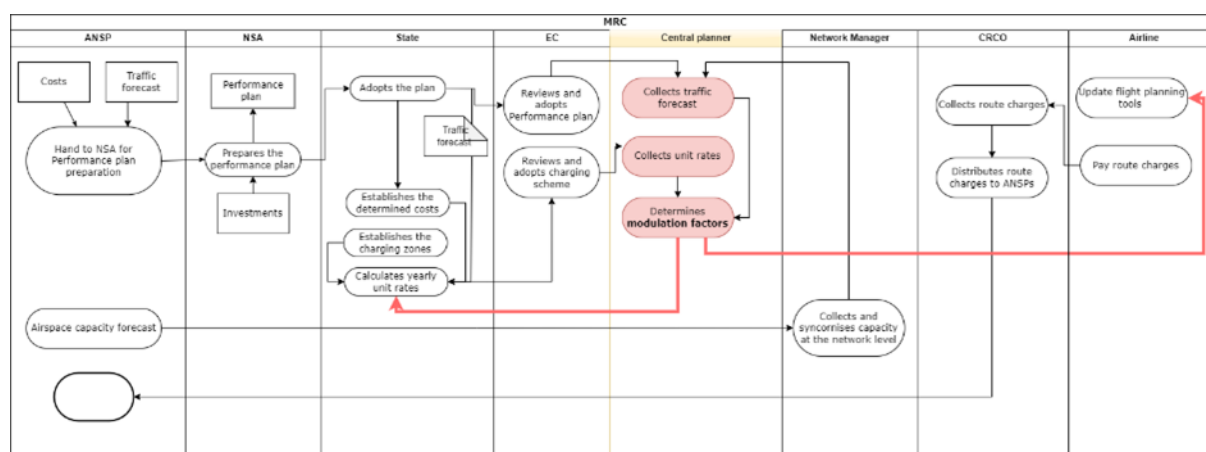 MRC
ANSP
NSA
State
EC
Central planner
Network Manager
CRCO
Airline
Costs
Traffic
forecast
Hand to NSA for
Performance plan
preparation
Airspace capacity forecast
Performance
plan
Prepares the
performance plan
Investments
Adopts the plan
Traffic
forecast
Establishes the
determined costs
Establishes the
charging zones
Calculates yearly
unit rates
Reviews and
adopts
Performance plan
Reviews and
adopts charging
scheme
Collects traffic
forecast
Collects unit rates
Determines
modulation factors
Collects and
syncornises capacity
at the network level
Collects route charges
Distributes route
charges to ANSPs
Update flight planning
tools
Pay route charges